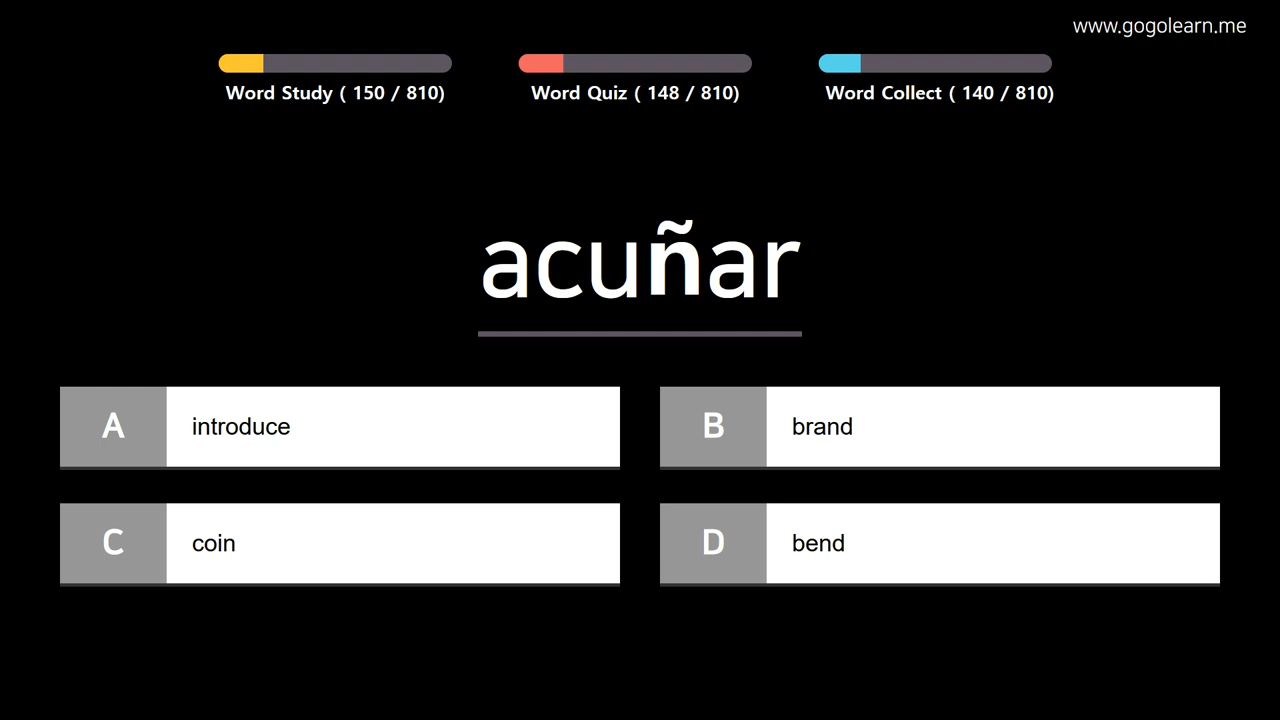 www.gogolearn.me
Word Study ( 150 / 810)
Word Quiz ( 148 / 810)
Word Collect ( 140 / 810)
acuñar
A introduce
B brand
C coin
D bend